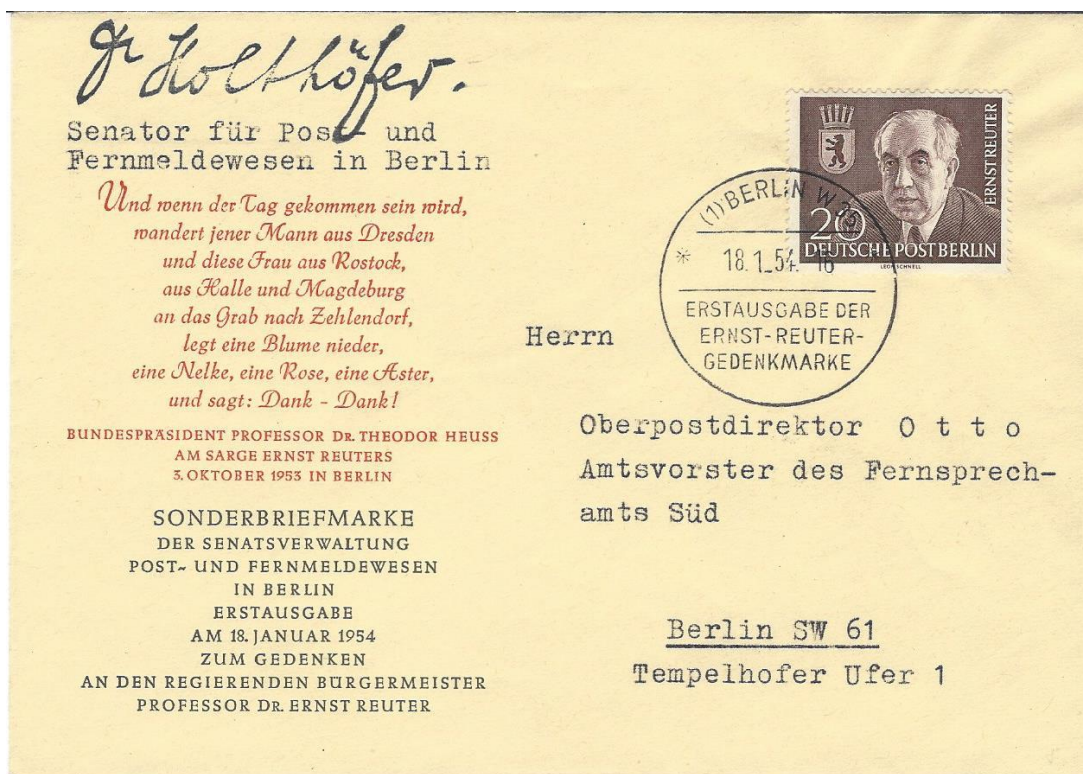 Dr Holthöfer.
Senator für Post- und
Fernmeldewesen in Berlin
Und wenn der Tag gekommen sein wird,
wandert jener Mann aus Dresden
und diese Frau aus Rostock,
aus Halle und Magdeburg
an das Grab nach Zehlendorf,
legt eine Blume nieder,
eine Nelke, eine Rose, eine Aster,
und sagt: Dank - Dank!
BUNDESPRÄSIDENT PROFESSOR DR. THEODOR HEUSS
AM SARGE ERNST REUTERS
3. OKTOBER 1953 IN BERLIN
SONDERBRIEFMARKE
DER SENATSVERWALTUNG
POST- UND FERNMELDEWESEN
IN BERLIN
ERSTAUSGABE
AM 18. JANUAR 1954
ZUM GEDENKEN
AN DEN REGIERENDEN BÜRGERMEISTER
PROFESSOR DR. ERNST REUTER
ERNST REUTER
20
DEUTSCHE POST BERLIN
LEON SCHNELL
(1) BERLIN W
* 18.1.54.-16
ERSTAUSGABE DER
ERNST-REUTER-
GEDENKMARKE
Herrn
Oberpostdirektor O t t o
Amtsvorster des Fernsprech-
amts Süd
Berlin SW 61
Tempelhofer Ufer 1